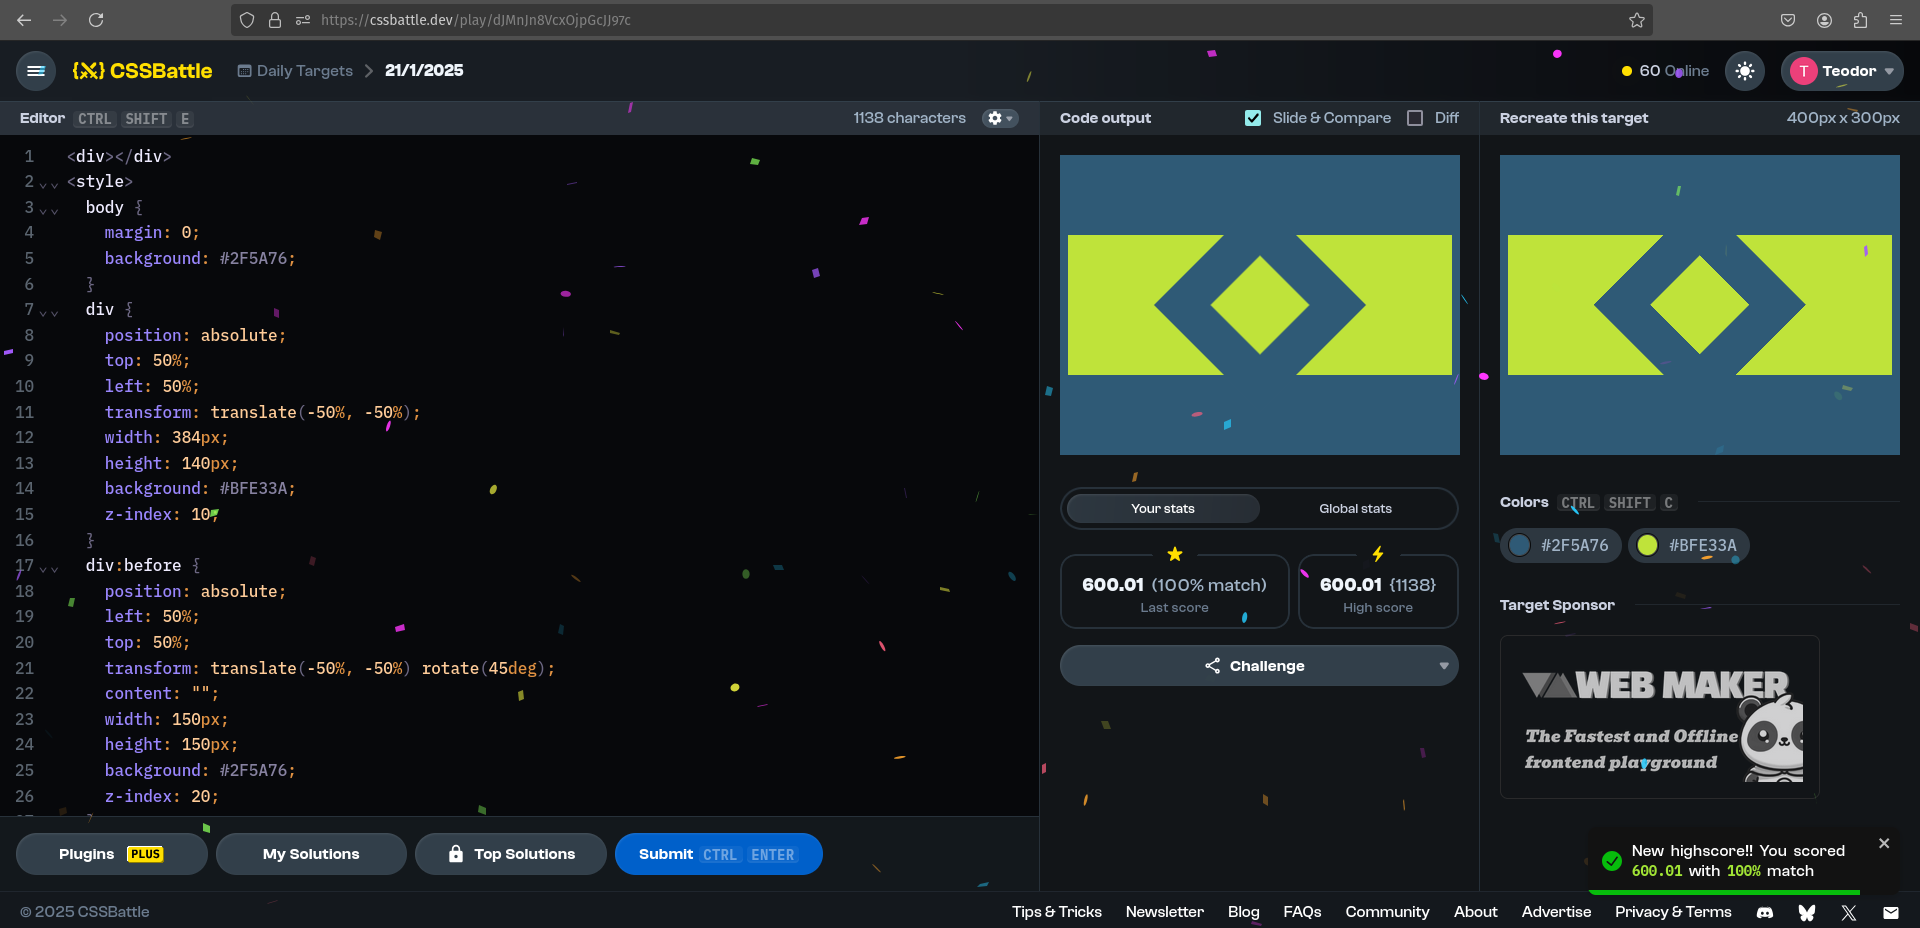 https://cssbattle.dev/play/dJMnJn8VcxOjpGcJJ97c
CSSBattle
Daily Targets
21/1/2025
60 Online
T
Teodor
Editor CTRL SHIFT E
1138 characters
1 <div></div>
2 <style>
3 body {
4 margin: 0;
5 background: #2F5A76;
6 }
7 div {
8 position: absolute;
9 top: 50%;
10 left: 50%;
11 transform: translate(-50%, -50%);
12 width: 384px;
13 height: 140px;
14 background: #BFE33A;
15 z-index: 10;
16 }
17 div:before {
18 position: absolute;
19 left: 50%;
20 top: 50%;
21 transform: translate(-50%, -50%) rotate(45deg);
22 content: "";
23 width: 150px;
24 height: 150px;
25 background: #2F5A76;
26 z-index: 20;
Plugins PLUS
My Solutions
Top Solutions
Submit CTRL ENTER
Code output
Slide & Compare
Diff
Your stats
Global stats
600.01 (100% match)
Last score
600.01 {1138}
High score
Challenge
Recreate this target
400px x 300px
Colors CTRL SHIFT C
#2F5A76
#BFE33A
Target Sponsor
WEB MAKER
The Fastest and Offline
frontend playground
New highscore!! You scored
600.01 with 100% match
© 2025 CSSBattle
Tips & Tricks
Newsletter
Blog
FAQs
Community
About
Advertise
Privacy & Terms